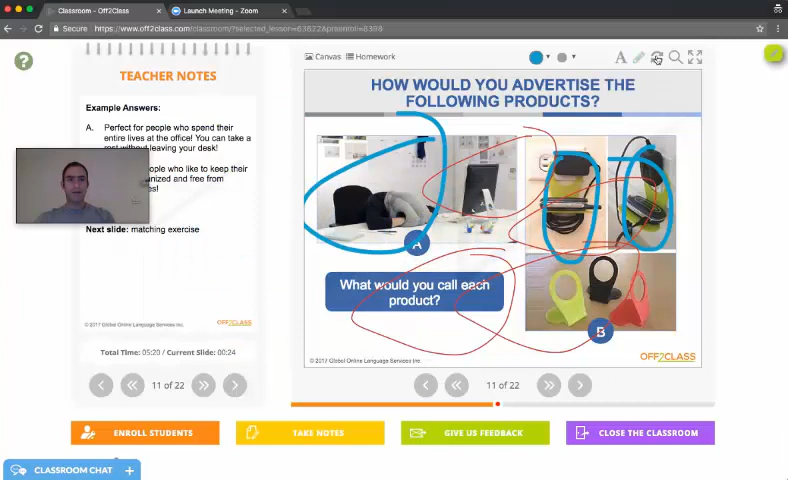 Classroom - Off2Class
Launch Meeting - Zoom
Secure https://www.off2class.com/classroom/?selected_lesson=63872&preenroll=8398
TEACHER NOTES
Example Answers:
A. Perfect for people who spend their
entire lives at the office! You can take a
rest without leaving your desk!
people who like to keep their
anized and free from
es!
Next slide: matching exercise
© 2017 Global Online Language Services Inc.
OFF2CLASS
Total Time: 05:20 / Current Slide: 00:24
11 of 22
Canvas Homework
HOW WOULD YOU ADVERTISE THE
FOLLOWING PRODUCTS?
A
What would you call each
product?
B
© 2017 Global Online Language Services Inc.
OFF2CLASS
11 of 22
ENROLL STUDENTS
TAKE NOTES
GIVE US FEEDBACK
CLOSE THE CLASSROOM
CLASSROOM CHAT +